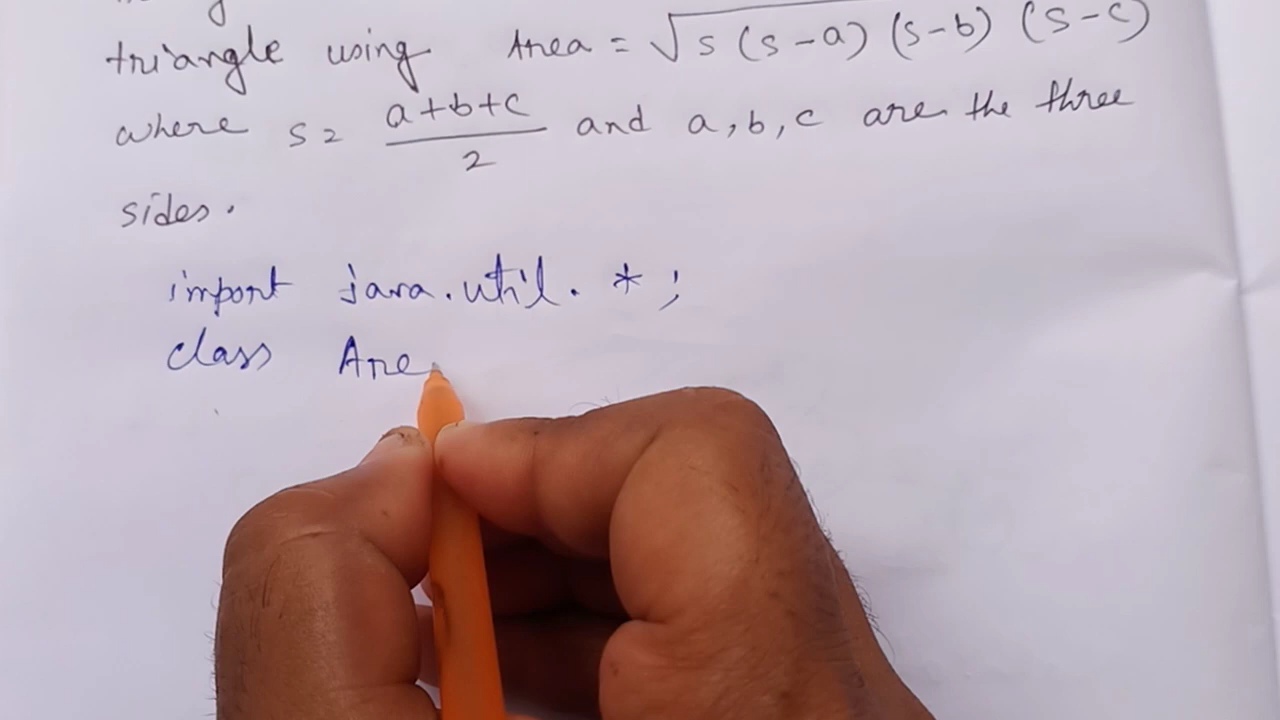 triangle using Area = √s (s-a) (s-b) (s-c)
where s = a+b+c/2 and a, b, c are the three
sides.
import java.util.*;
class Are